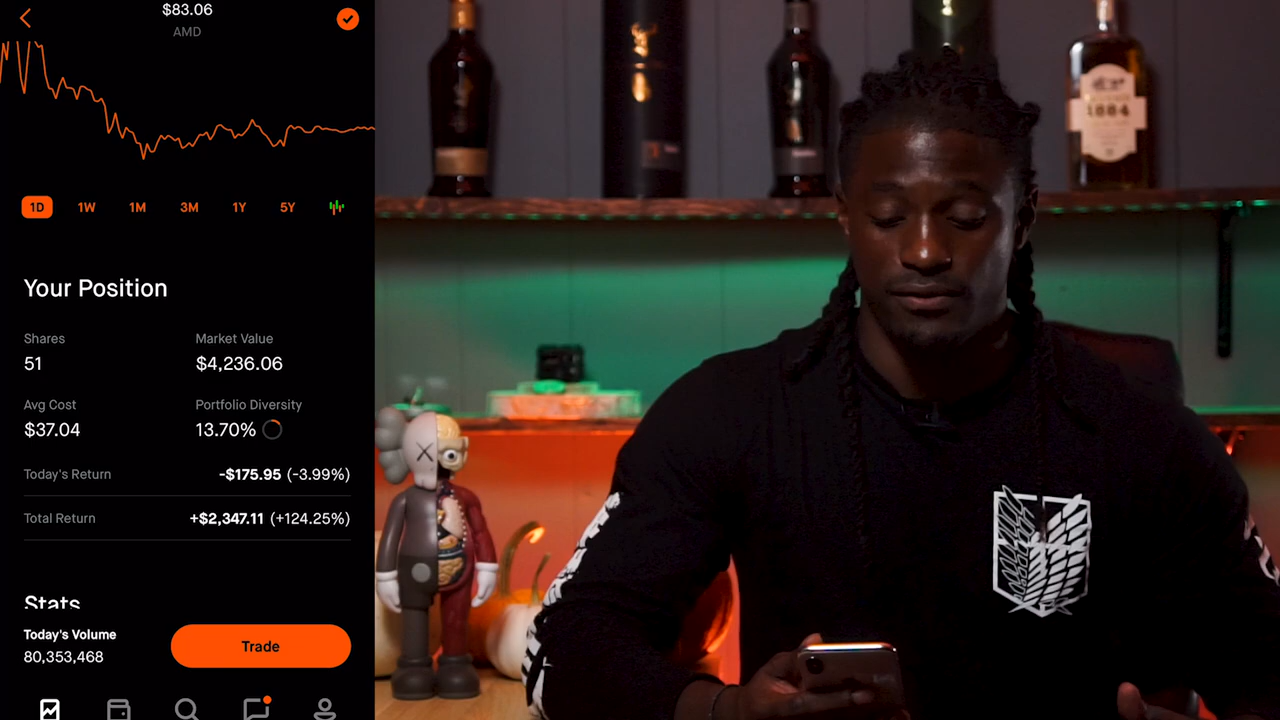 $83.06
AMD
1D 1W 1M 3M 1Y 5Y
Your Position
Shares Market Value
51 $4,236.06
Avg Cost Portfolio Diversity
$37.04 13.70%
Today's Return -$175.95 (-3.99%)
Total Return +$2,347.11 (+124.25%)
Stats
Today's Volume
80,353,468
Trade
1884